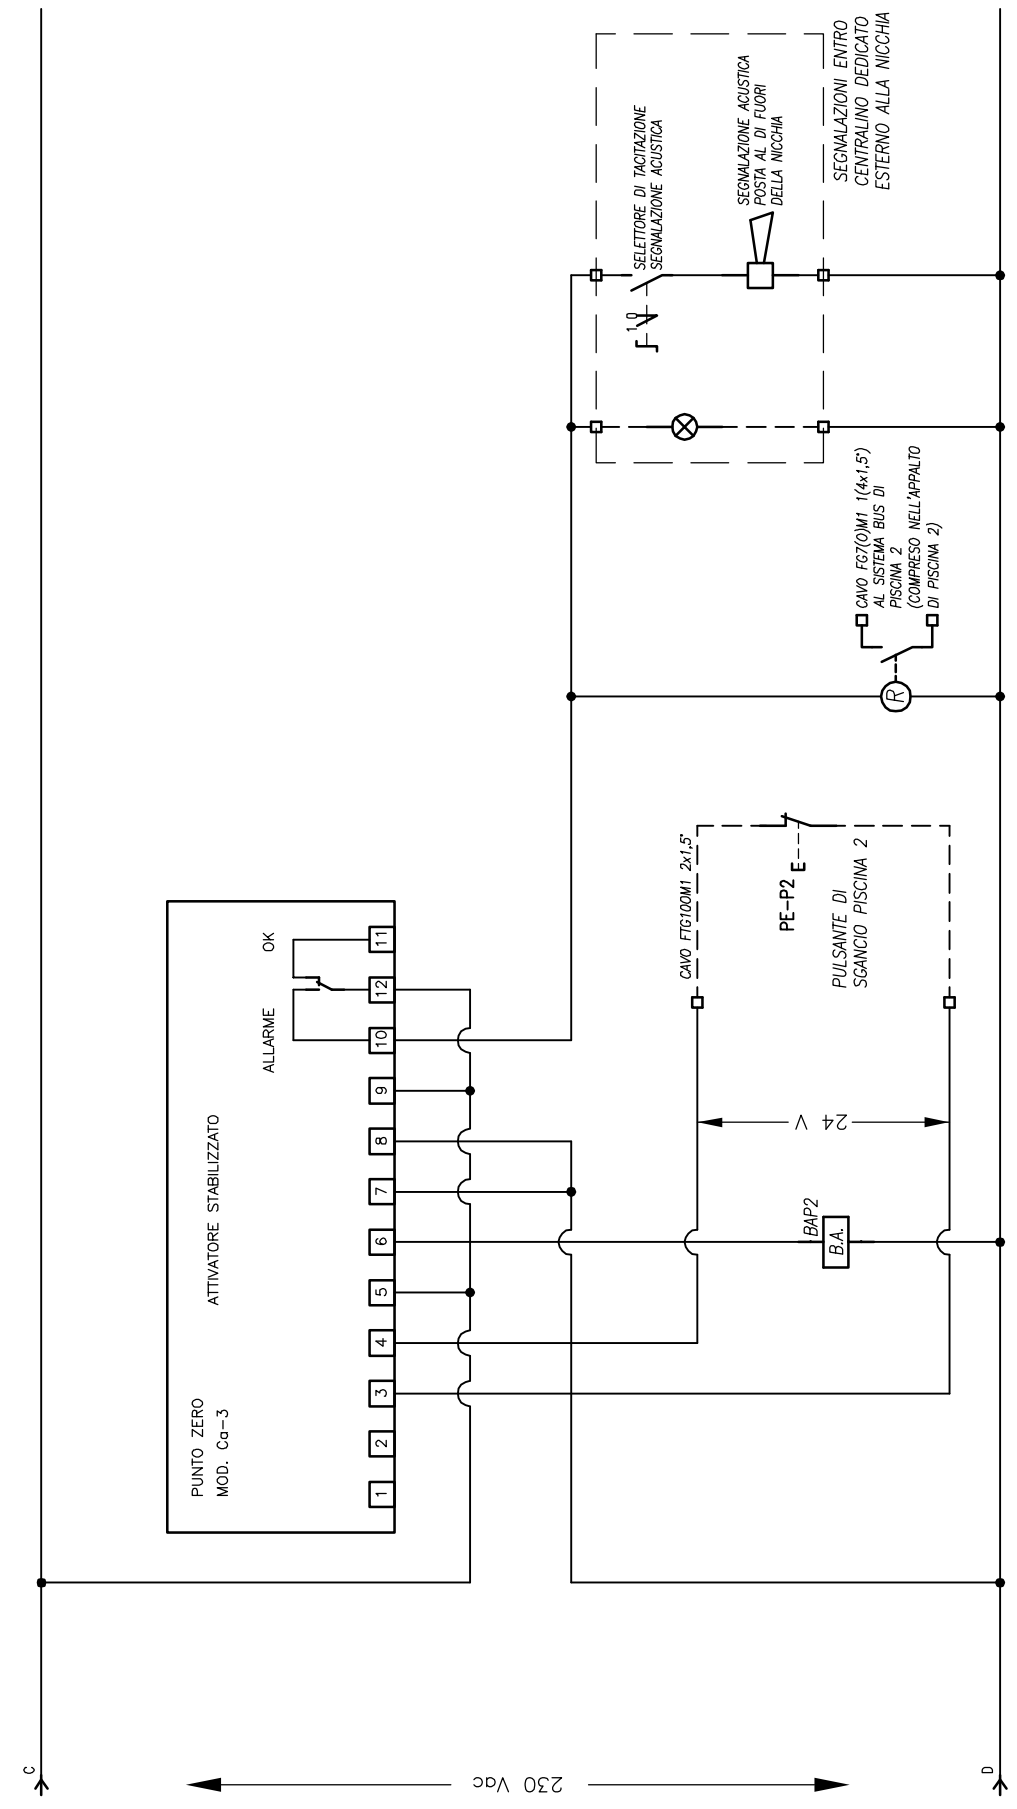 C
D
230 Vac
PUNTO ZERO
MOD. Ca-3
ATTIVATORE STABILIZZATO
ALLARME
OK
1
2
3
4
5
6
7
8
9
10
12
11
BAP2
B.A.
24 V
CAVO FTG10OM1 2x1,5"
PE-P2
E
PULSANTE DI
SGANCIO PISCINA 2
R
CAVO FG7(O)M1 1(4x1,5")
AL SISTEMA BUS DI
PISCINA 2
(COMPRESO NELL'APPALTO
DI PISCINA 2)
1 0
SELETTORE DI TACITAZIONE
SEGNALAZIONE ACUSTICA
SEGNALAZIONE ACUSTICA
POSTA AL DI FUORI
DELLA NICCHIA
SEGNALAZIONI ENTRO
CENTRALINO DEDICATO
ESTERNO ALLA NICCHIA